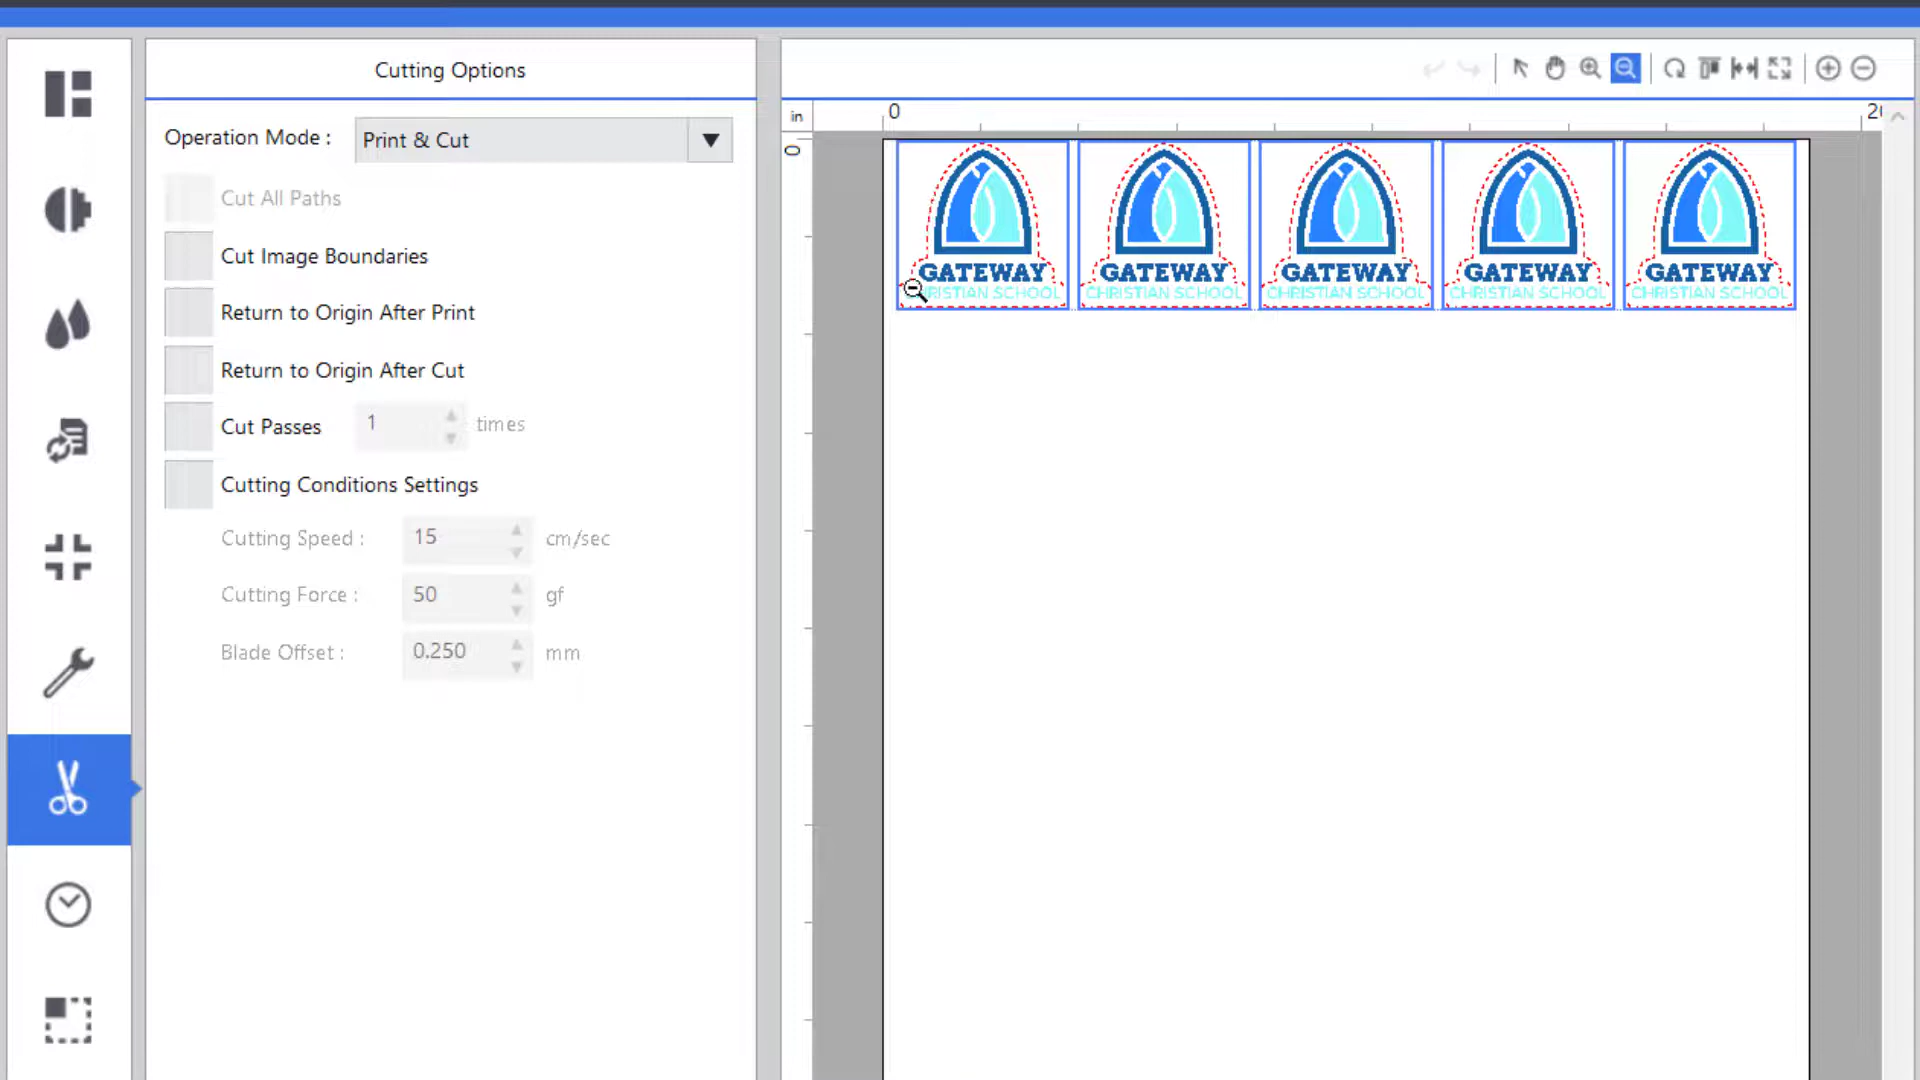 Cutting Options
Operation Mode : Print & Cut
Cut All Paths
Cut Image Boundaries
Return to Origin After Print
Return to Origin After Cut
Cut Passes 1 times
Cutting Conditions Settings
Cutting Speed : 15 cm/sec
Cutting Force : 50 gf
Blade Offset : 0.250 mm
in 0
0
GATEWAY GATEWAY GATEWAY GATEWAY GATEWAY
CHRISTIAN SCHOOL CHRISTIAN SCHOOL CHRISTIAN SCHOOL CHRISTIAN SCHOOL